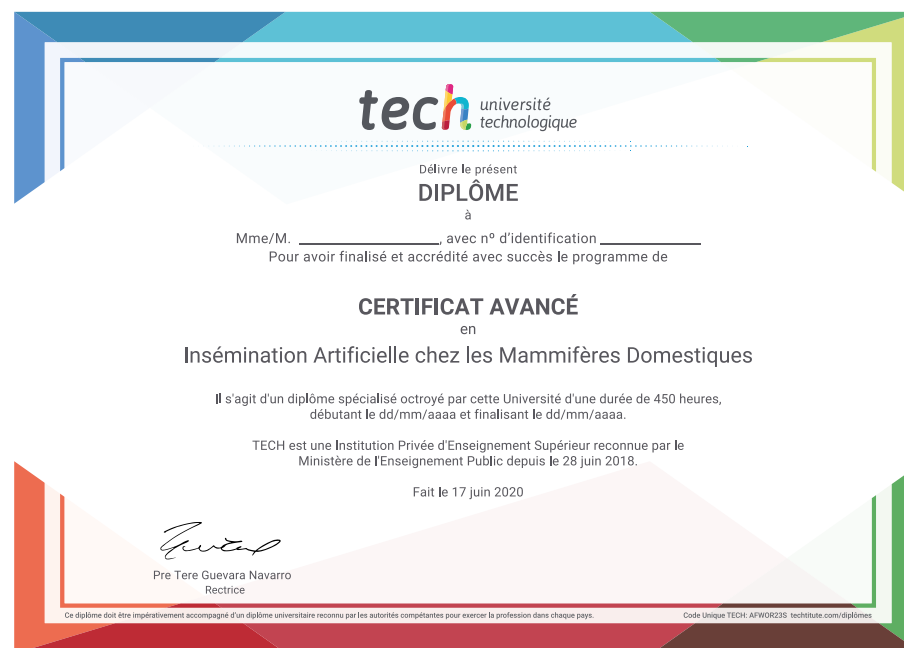 tech université
technologique
Délivre le présent
DIPLÔME
à
Mme/M. ____________________, avec nº d'identification ______________
Pour avoir finalisé et accrédité avec succès le programme de
CERTIFICAT AVANCÉ
en
Insémination Artificielle chez les Mammifères Domestiques
Il s'agit d'un diplôme spécialisé octroyé par cette Université d'une durée de 450 heures,
débutant le dd/mm/aaaa et finalisant le dd/mm/aaaa.
TECH est une Institution Privée d'Enseignement Supérieur reconnue par le
Ministère de l'Enseignement Public depuis le 28 juin 2018.
Fait le 17 juin 2020
Pre Tere Guevara Navarro
Rectrice
Ce diplôme doit être impérativement accompagné d'un diplôme universitaire reconnu par les autorités compétentes pour exercer la profession dans chaque pays. Code Unique TECH: AFWOR23S techtitute.com/diplômes